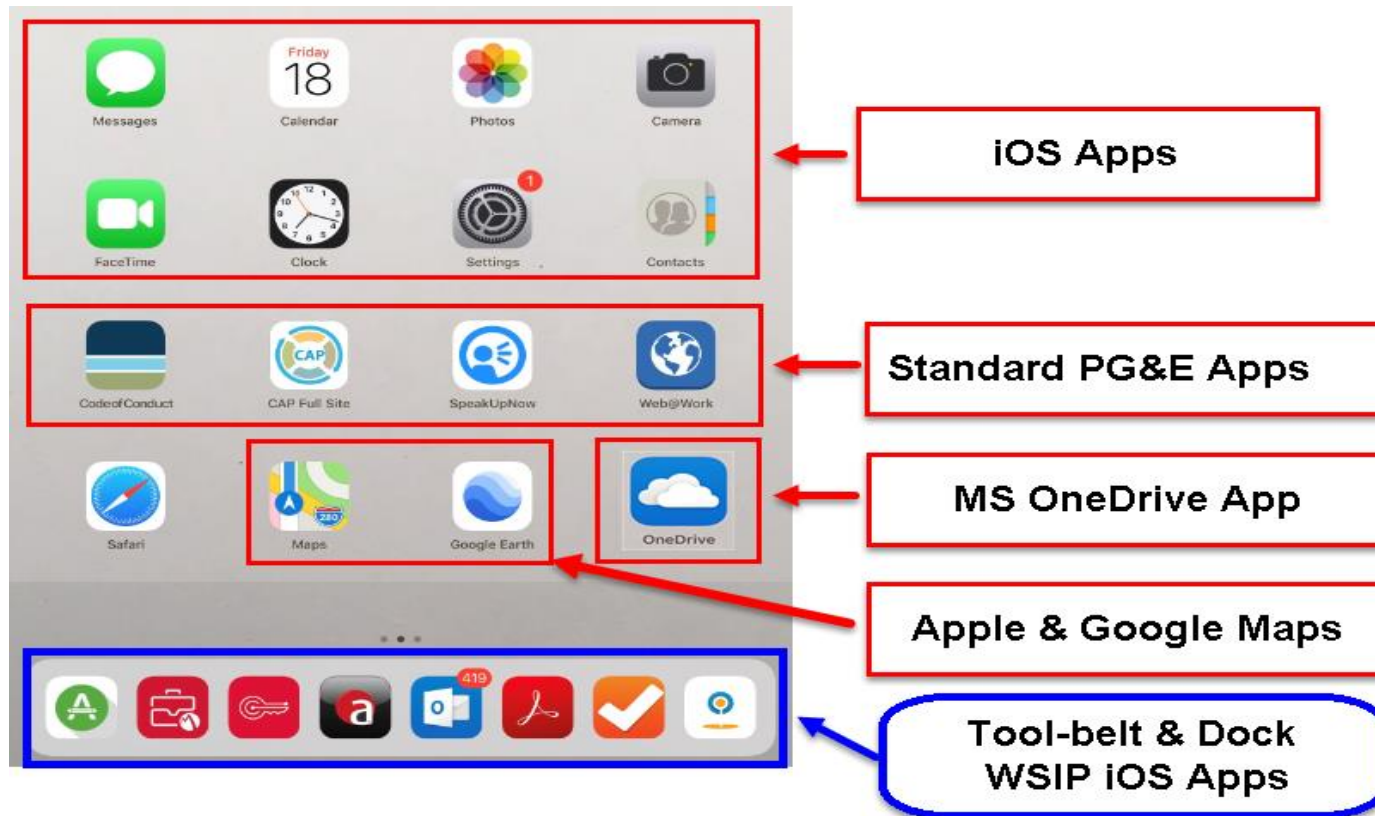 Friday
18
Messages
Calendar
Photos
Camera
iOS Apps
1
FaceTime
Clock
Settings
Contacts
CAP
Standard PG&E Apps
CodeofConduct
CAP Full Site
SpeakUpNow
Web@Work
280
MS OneDrive App
Safari
Maps
Google Earth
OneDrive
Apple & Google Maps
419
a
o
Tool-belt & Dock
WSIP iOS Apps